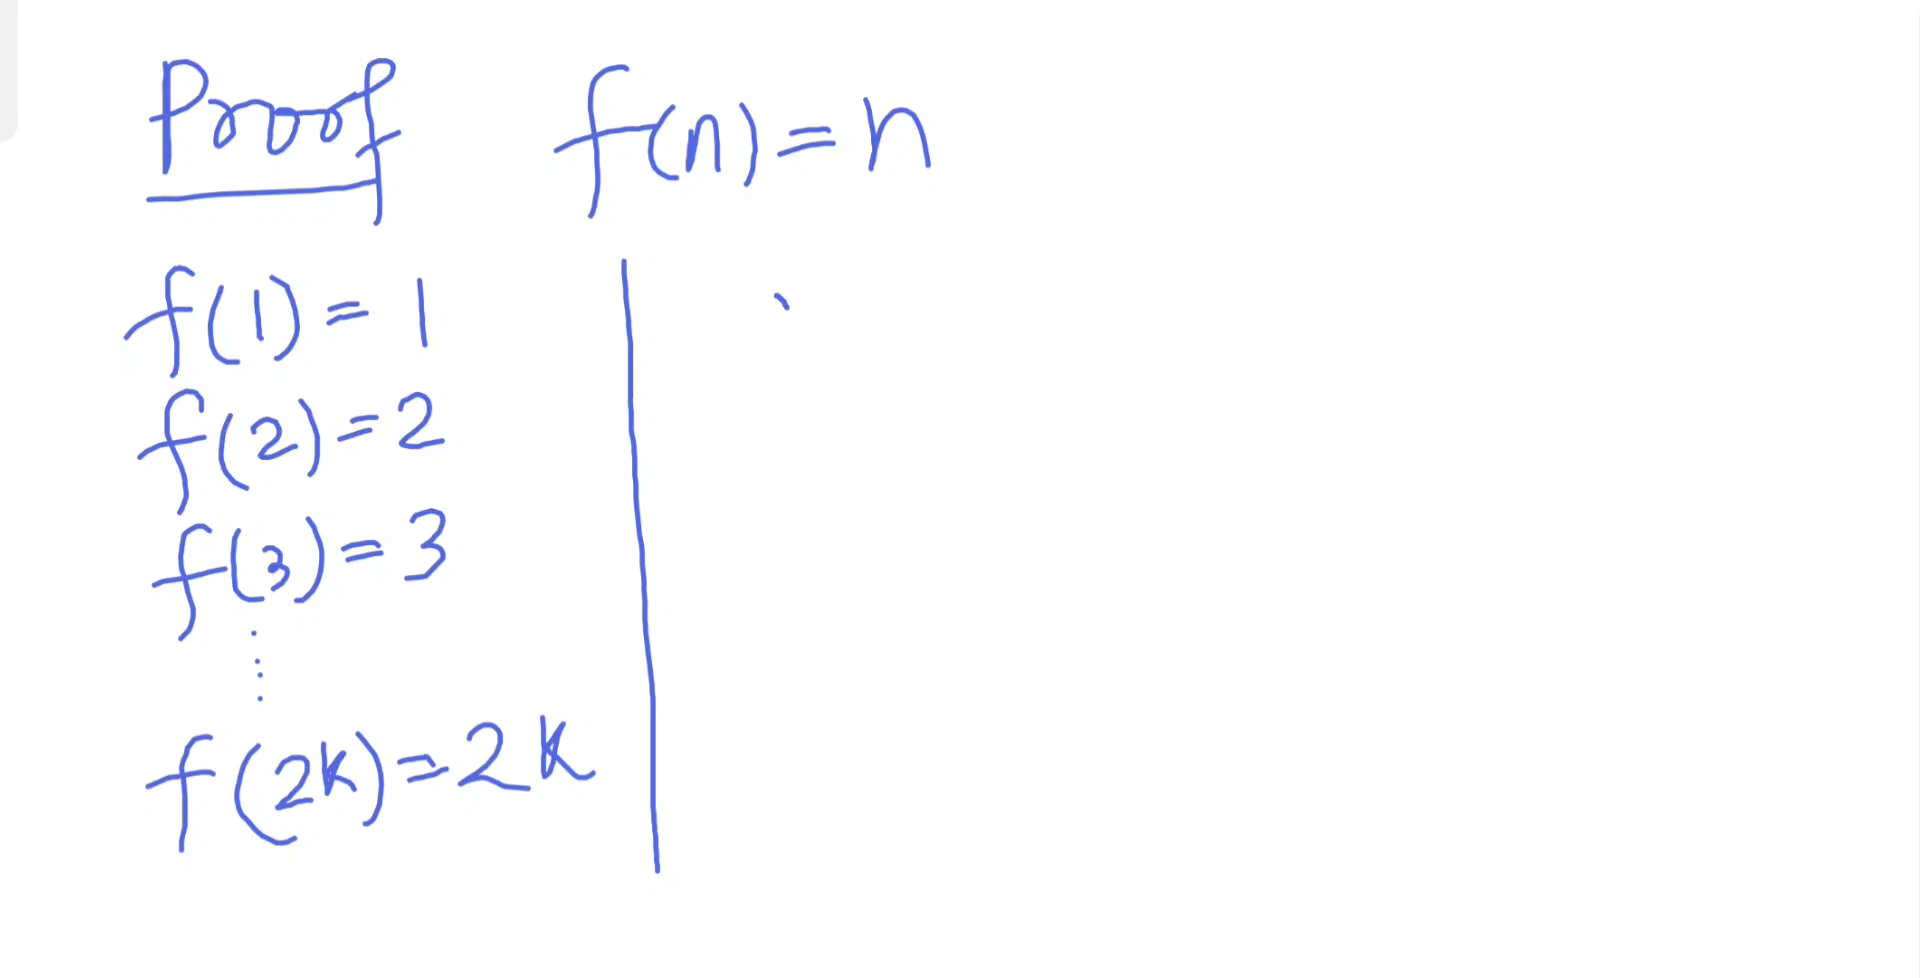 Proof f(n)=n
f(1)=1
f(2)=2
f(3)=3
⋮
f(2k)=2k